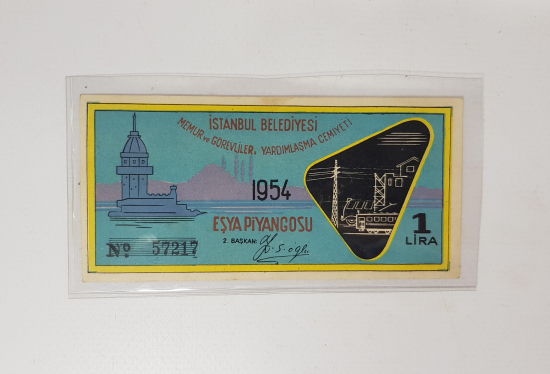 İSTANBUL BELEDİYESİ
MEMUR ve GÖREVLİLER, YARDIMLAŞMA CEMİYETİ
1954
EŞYA PİYANGOSU
1
LİRA
2. BAŞKAN:
Nº 57217